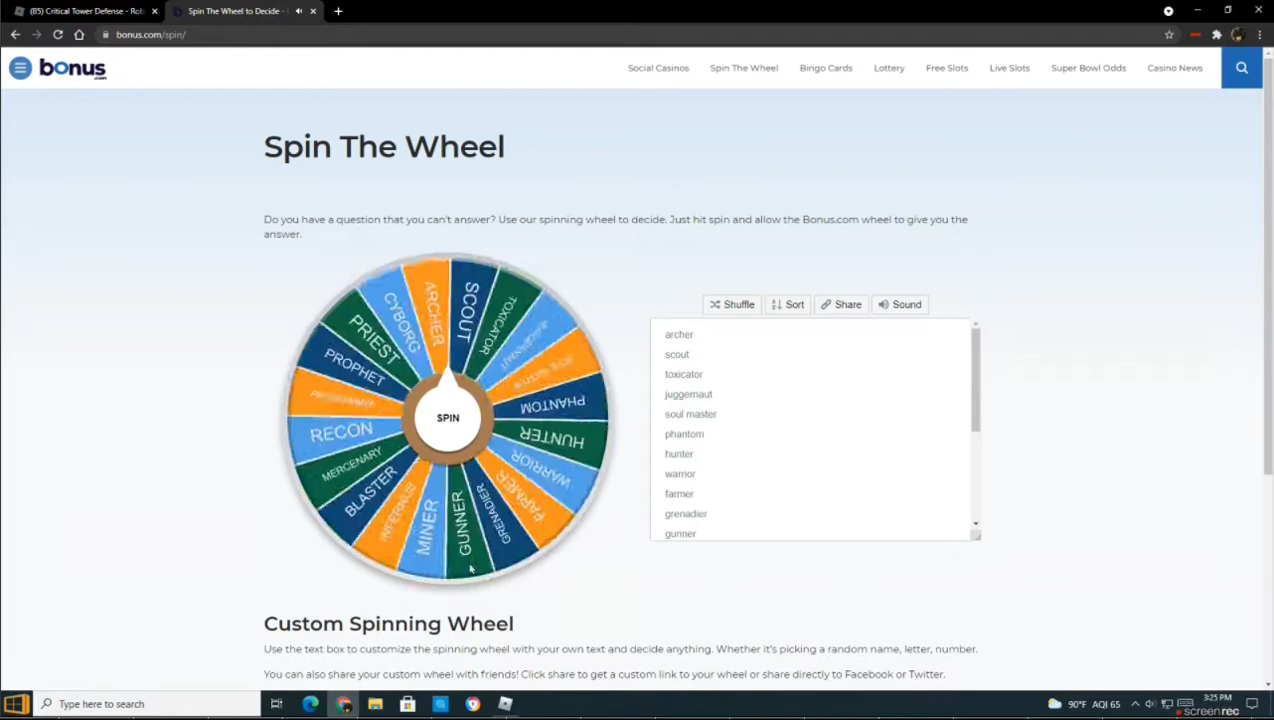 (85) Critical Tower Defense - Rob
Spin The Wheel to Decide -
bonus.com/spin/
bonus
.com
Social Casinos
Spin The Wheel
Bingo Cards
Lottery
Free Slots
Live Slots
Super Bowl Odds
Casino News
Spin The Wheel
Do you have a question that you can't answer? Use our spinning wheel to decide. Just hit spin and allow the Bonus.com wheel to give you the
answer.
Shuffle
Sort
Share
Sound
ARCHER
SCOUT
TOXICATOR
JUGGERNAUT
PHANTOM
HUNTER
WARRIOR
FARMER
GRENADIER
GUNNER
MINER
INFERNUS
BLASTER
MERCENARY
RECON
PROPHET
PRIEST
CYBORG
SPIN
archer
scout
toxicator
juggernaut
soul master
phantom
hunter
warrior
farmer
grenadier
gunner
Custom Spinning Wheel
Use the text box to customize the spinning wheel with your own text and decide anything. Whether it's picking a random name, letter, number.
You can also share your custom wheel with friends! Click share to get a custom link to your wheel or share directly to Facebook or Twitter.
Type here to search
90°F AQI 65
3:25 PM
screenrec